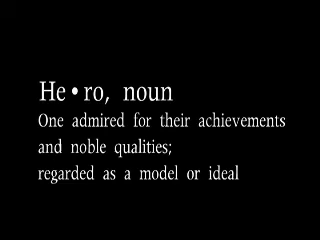 He•ro, noun
One admired for their achievements
and noble qualities;
regarded as a model or ideal